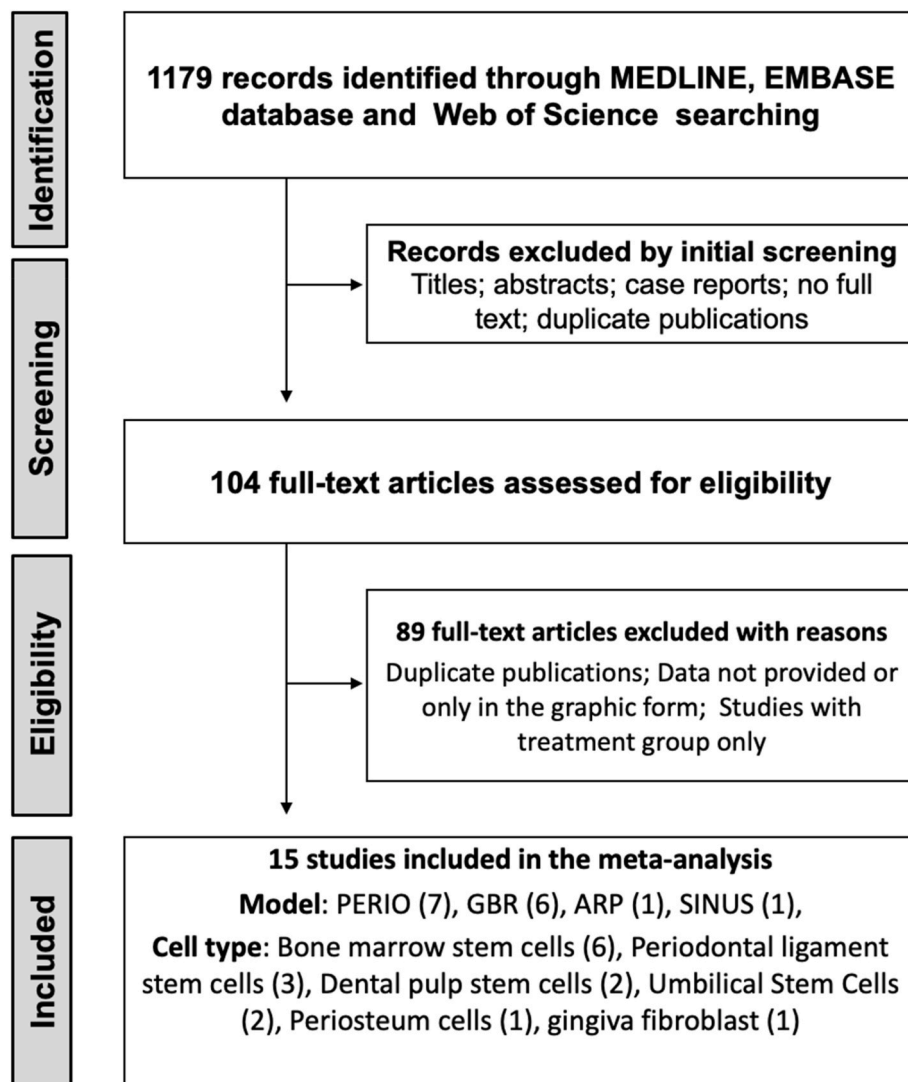 Identification
1179 records identified through MEDLINE, EMBASE
database and Web of Science searching
Records excluded by initial screening
Titles; abstracts; case reports; no full
text; duplicate publications
Screening
104 full-text articles assessed for eligibility
Eligibility
89 full-text articles excluded with reasons
Duplicate publications; Data not provided or
only in the graphic form; Studies with
treatment group only
Included
15 studies included in the meta-analysis
Model: PERIO (7), GBR (6), ARP (1), SINUS (1),
Cell type: Bone marrow stem cells (6), Periodontal ligament
stem cells (3), Dental pulp stem cells (2), Umbilical Stem Cells
(2), Periosteum cells (1), gingiva fibroblast (1)